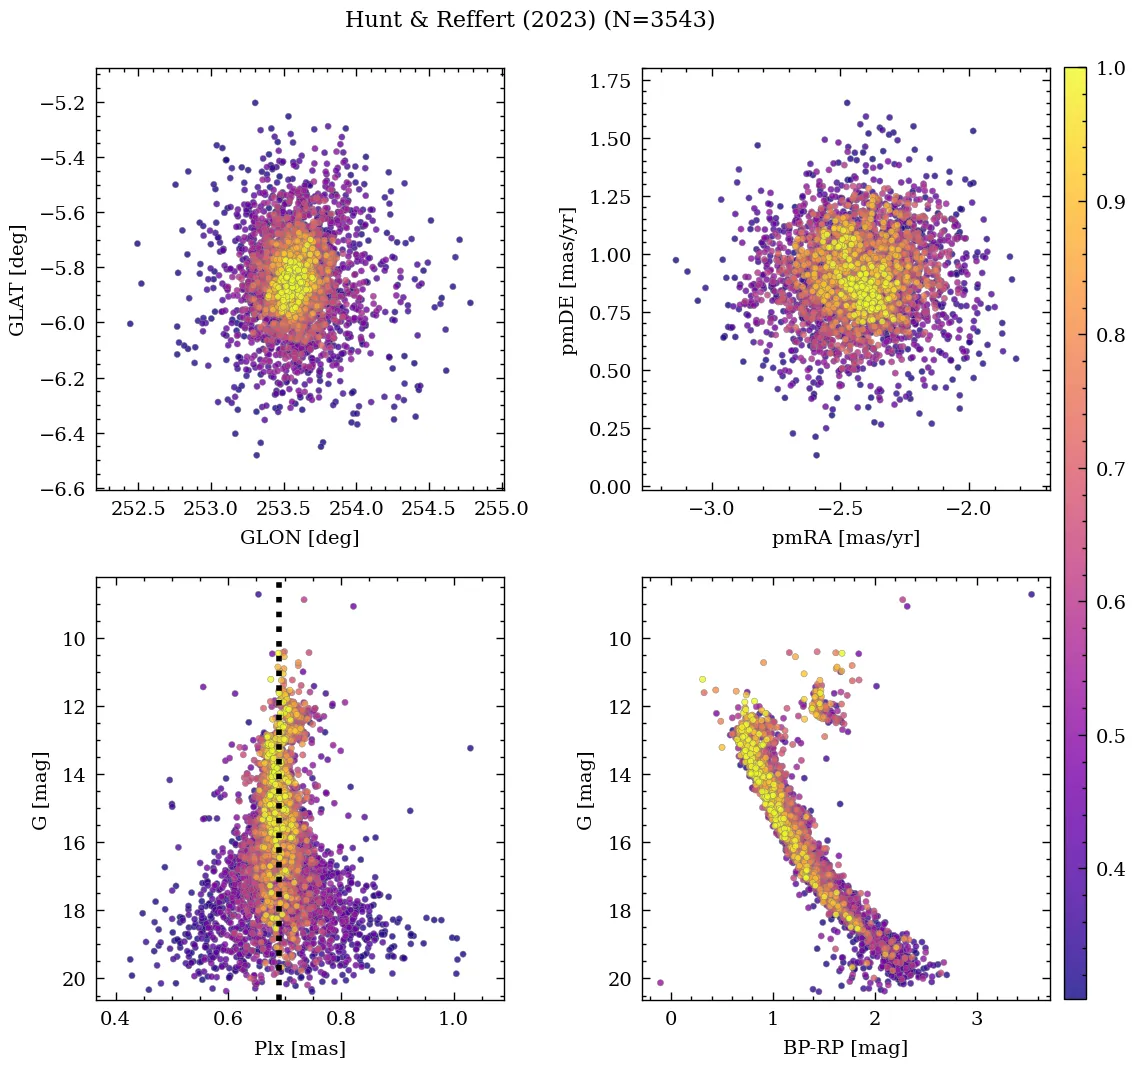 Hunt & Reffert (2023) (N=3543)
−5.2
−5.4
−5.6
−5.8
−6.0
−6.2
−6.4
−6.6
GLAT [deg]
252.5 253.0 253.5 254.0 254.5 255.0
GLON [deg]
1.75
1.50
1.25
1.00
0.75
0.50
0.25
0.00
pmDE [mas/yr]
−3.0 −2.5 −2.0
pmRA [mas/yr]
10
12
14
16
18
20
G [mag]
0.4 0.6 0.8 1.0
Plx [mas]
10
12
14
16
18
20
G [mag]
0 1 2 3
BP-RP [mag]
1.0
0.9
0.8
0.7
0.6
0.5
0.4